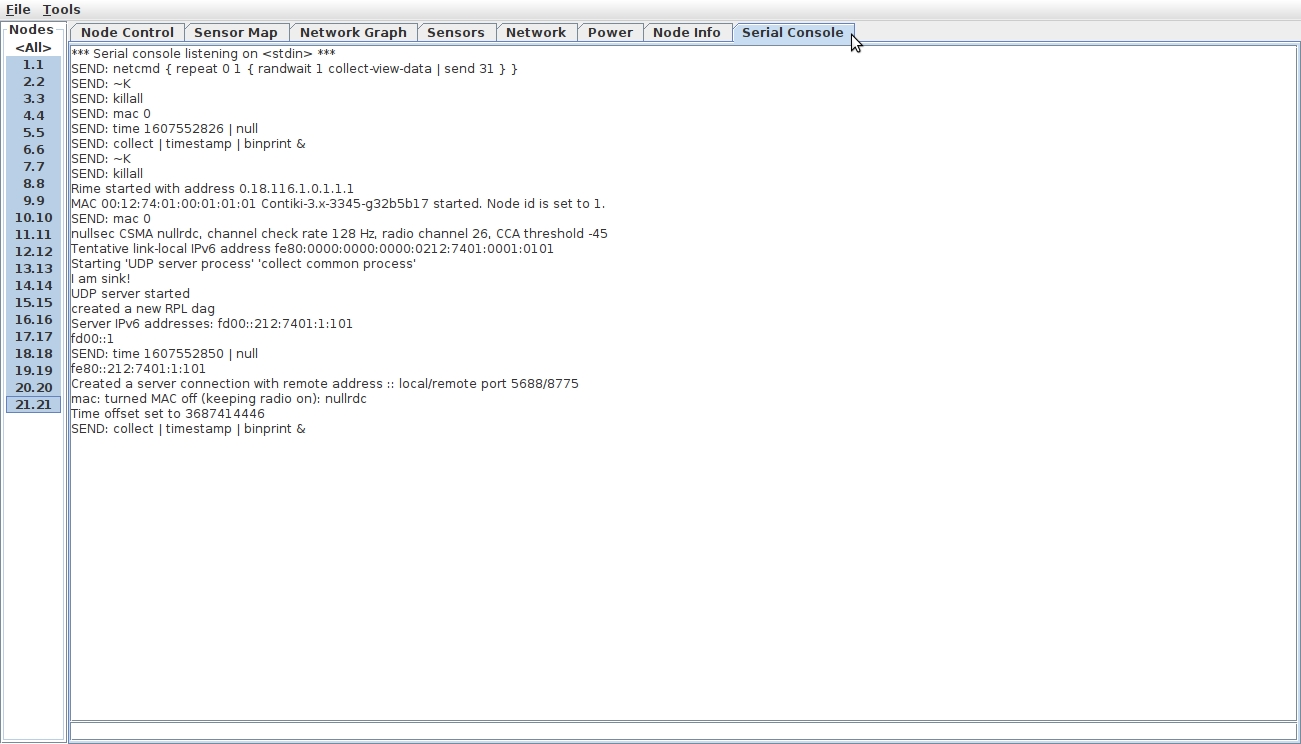 File Tools
Nodes
<All>
1.1
2.2
3.3
4.4
5.5
6.6
7.7
8.8
9.9
10.10
11.11
12.12
13.13
14.14
15.15
16.16
17.17
18.18
19.19
20.20
21.21
Node Control Sensor Map Network Graph Sensors Network Power Node Info Serial Console
*** Serial console listening on <stdin> ***
SEND: netcmd { repeat 0 1 { randwait 1 collect-view-data | send 31 } }
SEND: ~K
SEND: killall
SEND: mac 0
SEND: time 1607552826 | null
SEND: collect | timestamp | binprint &
SEND: ~K
SEND: killall
Rime started with address 0.18.116.1.0.1.1.1
MAC 00:12:74:01:00:01:01:01 Contiki-3.x-3345-g32b5b17 started. Node id is set to 1.
SEND: mac 0
nullsec CSMA nullrdc, channel check rate 128 Hz, radio channel 26, CCA threshold -45
Tentative link-local IPv6 address fe80:0000:0000:0000:0212:7401:0001:0101
Starting 'UDP server process' 'collect common process'
I am sink!
UDP server started
created a new RPL dag
Server IPv6 addresses: fd00::212:7401:1:101
fd00::1
SEND: time 1607552850 | null
fe80::212:7401:1:101
Created a server connection with remote address :: local/remote port 5688/8775
mac: turned MAC off (keeping radio on): nullrdc
Time offset set to 3687414446
SEND: collect | timestamp | binprint &